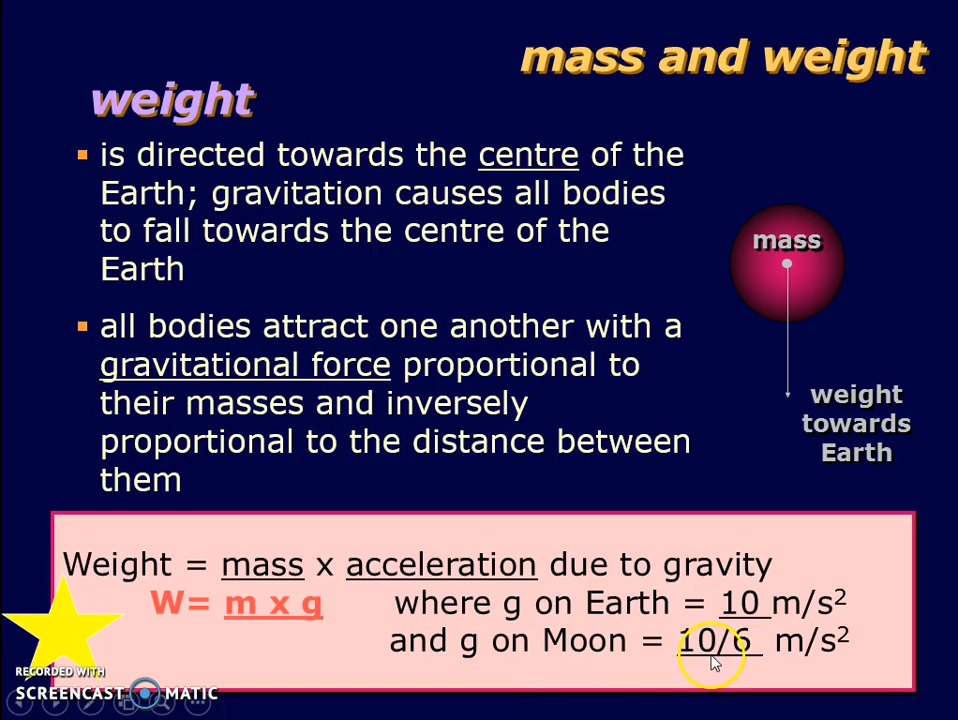 mass and weight
weight
▪ is directed towards the centre of the
Earth; gravitation causes all bodies
to fall towards the centre of the
Earth
▪ all bodies attract one another with a
gravitational force proportional to
their masses and inversely
proportional to the distance between
them
mass
weight
towards
Earth
Weight = mass x acceleration due to gravity
W= m x g where g on Earth = 10 m/s²
and g on Moon = 10/6 m/s²
RECORDED WITH
SCREENCAST MATIC